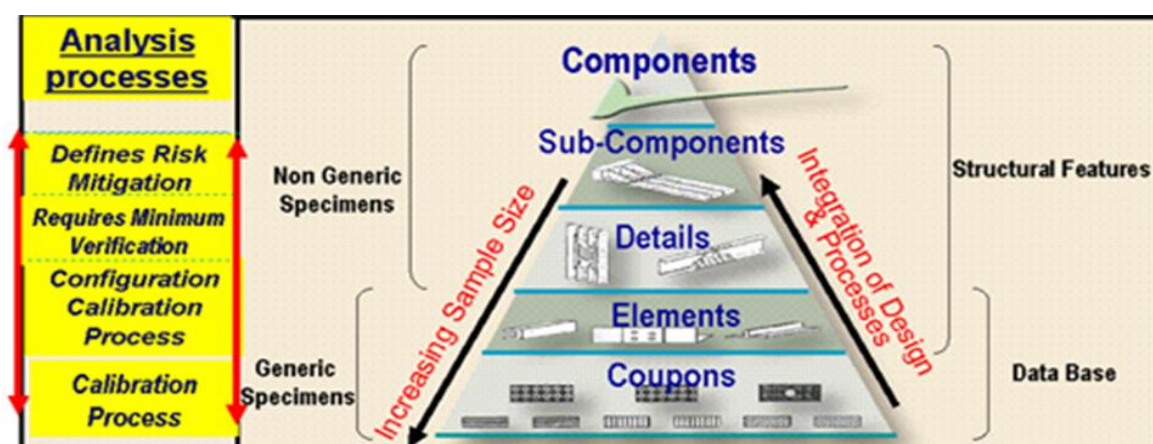 Analysis
processes
Defines Risk
Mitigation
Requires Minimum
Verification
Configuration
Calibration
Process
Calibration
Process
Non Generic
Specimens
Generic
Specimens
Increasing Sample Size
Components
Sub-Components
Details
Elements
Coupons
Integration of Design
& Processes
Structural Features
Data Base